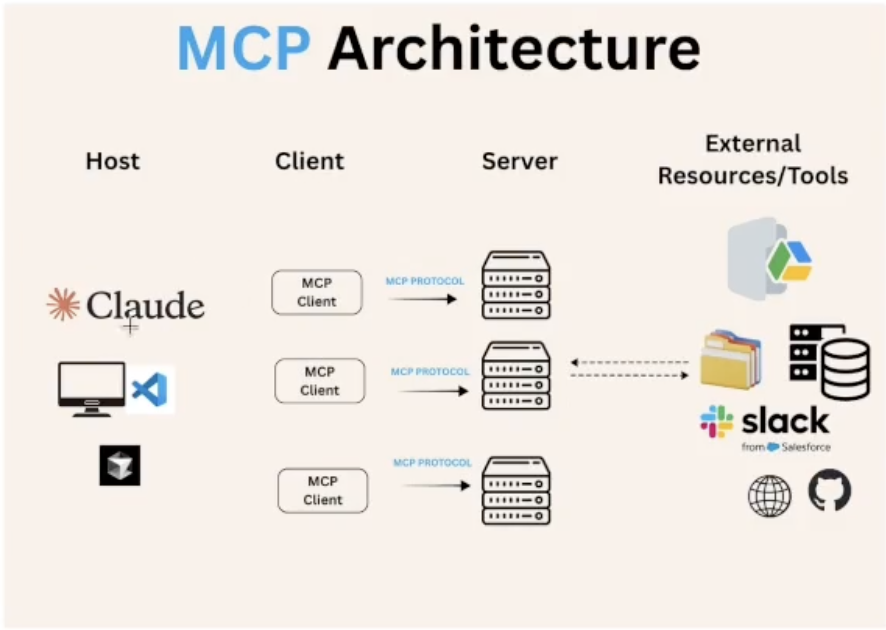 MCP Architecture
Host
Client
Server
External
Resources/Tools
Claude
MCP
Client
MCP PROTOCOL
MCP
Client
MCP PROTOCOL
MCP
Client
MCP PROTOCOL
slack
from Salesforce